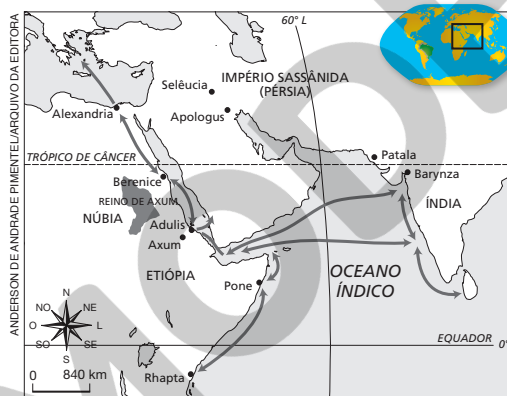 ANDERSON DE ANDRADE PIMENTEL/ARQUIVO DA EDITORA
60° L
IMPÉRIO SASSÂNIDA
(PÉRSIA)
Selêucia
Alexandria
Apologus
TRÓPICO DE CÂNCER
Patala
Berenice
Barynza
REINO DE AXUM
NÚBIA
ÍNDIA
Adulis
Axum
ETIÓPIA
OCEANO
ÍNDICO
Pone
N
NO
NE
O
L
SO
SE
S
EQUADOR
0°
0
840 km
Rhapta